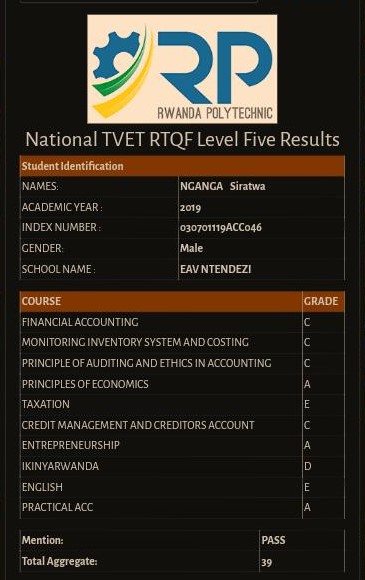 RP
RWANDA POLYTECHNIC
National TVET RTQF Level Five Results
Student Identification
NAMES: NGANGA Siratwa
ACADEMIC YEAR : 2019
INDEX NUMBER : 030701119ACC046
GENDER: Male
SCHOOL NAME : EAV NTENDEZI
COURSE GRADE
FINANCIAL ACCOUNTING C
MONITORING INVENTORY SYSTEM AND COSTING C
PRINCIPLE OF AUDITING AND ETHICS IN ACCOUNTING C
PRINCIPLES OF ECONOMICS A
TAXATION E
CREDIT MANAGEMENT AND CREDITORS ACCOUNT C
ENTREPRENEURSHIP A
IKINYARWANDA D
ENGLISH E
PRACTICAL ACC A
Mention: PASS
Total Aggregate: 39